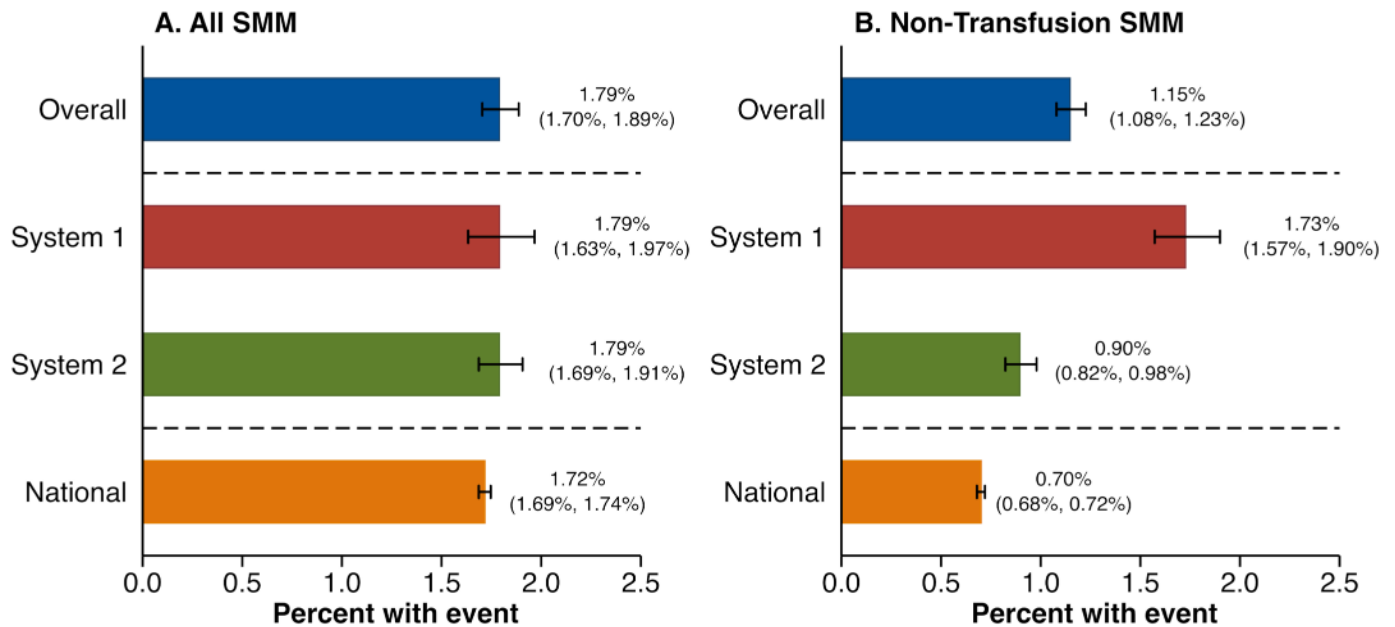 A. All SMM
Overall
1.79%
(1.70%, 1.89%)
System 1
1.79%
(1.63%, 1.97%)
System 2
1.79%
(1.69%, 1.91%)
National
1.72%
(1.69%, 1.74%)
0.0 0.5 1.0 1.5 2.0 2.5
Percent with event
B. Non-Transfusion SMM
Overall
1.15%
(1.08%, 1.23%)
System 1
1.73%
(1.57%, 1.90%)
System 2
0.90%
(0.82%, 0.98%)
National
0.70%
(0.68%, 0.72%)
0.0 0.5 1.0 1.5 2.0 2.5
Percent with event